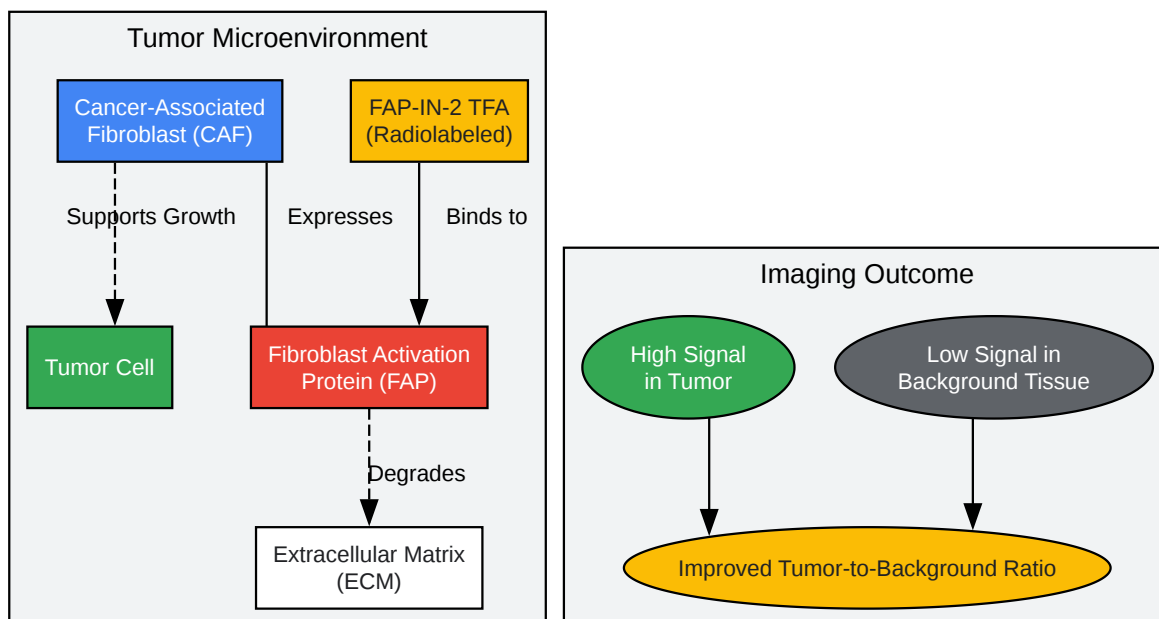 Tumor Microenvironment
Cancer-Associated
Fibroblast (CAF)
FAP-IN-2 TFA
(Radiolabeled)
Supports Growth
Expresses
Binds to
Tumor Cell
Fibroblast Activation
Protein (FAP)
Degrades
Extracellular Matrix
(ECM)
Imaging Outcome
High Signal
in Tumor
Low Signal in
Background Tissue
Improved Tumor-to-Background Ratio